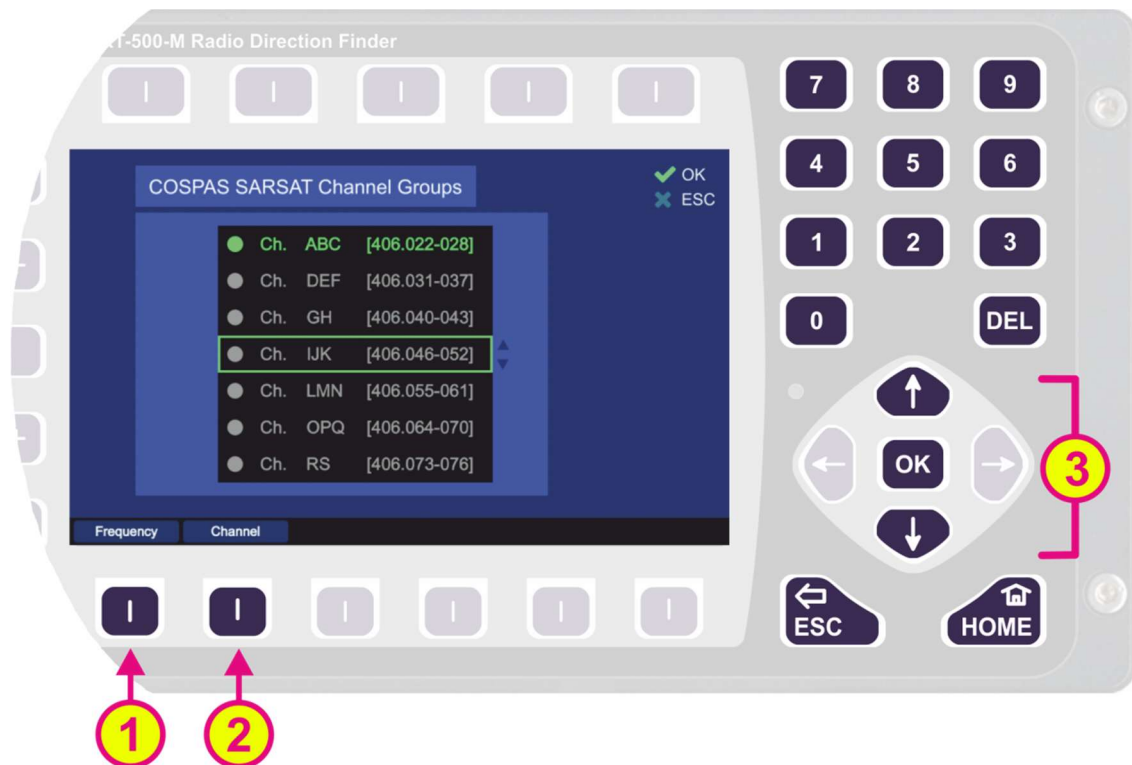 RT-500-M Radio Direction Finder
COSPAS SARSAT Channel Groups
OK
ESC
Ch. ABC [406.022-028]
Ch. DEF [406.031-037]
Ch. GH [406.040-043]
Ch. IJK [406.046-052]
Ch. LMN [406.055-061]
Ch. OPQ [406.064-070]
Ch. RS [406.073-076]
Frequency Channel
7 8 9
4 5 6
1 2 3
0 DEL
OK
3
ESC HOME
1 2